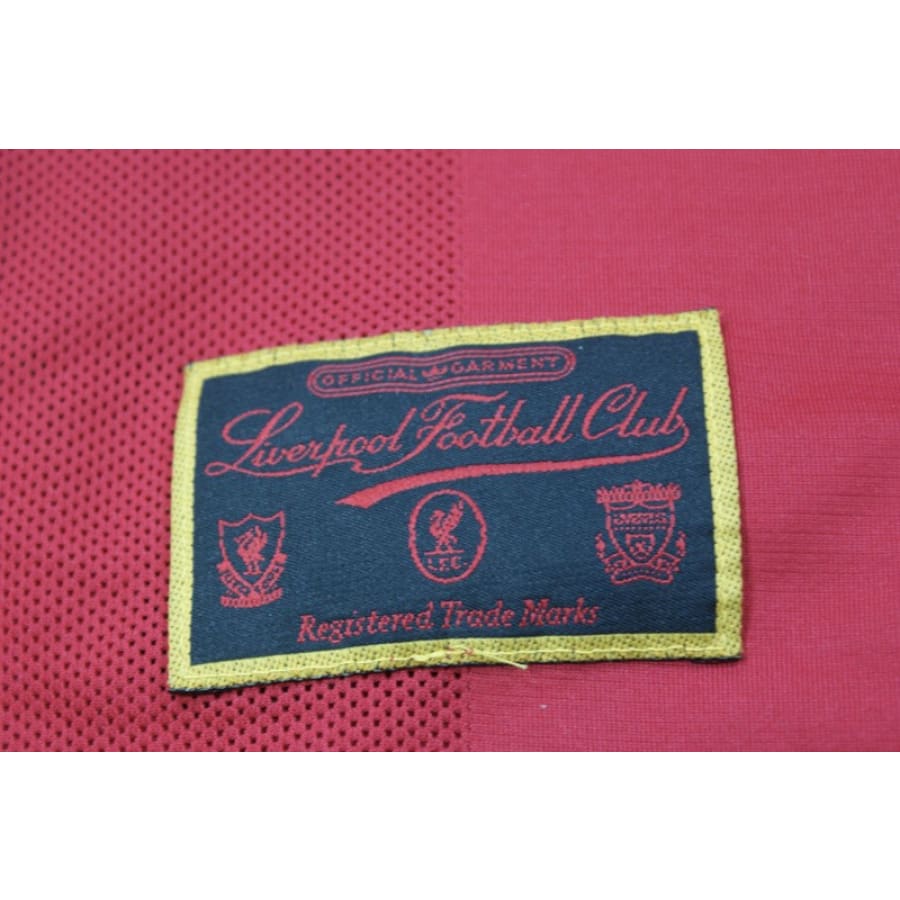 OFFICIAL GARMENT
Liverpool Football Club
L.F.C.
Registered Trade Marks